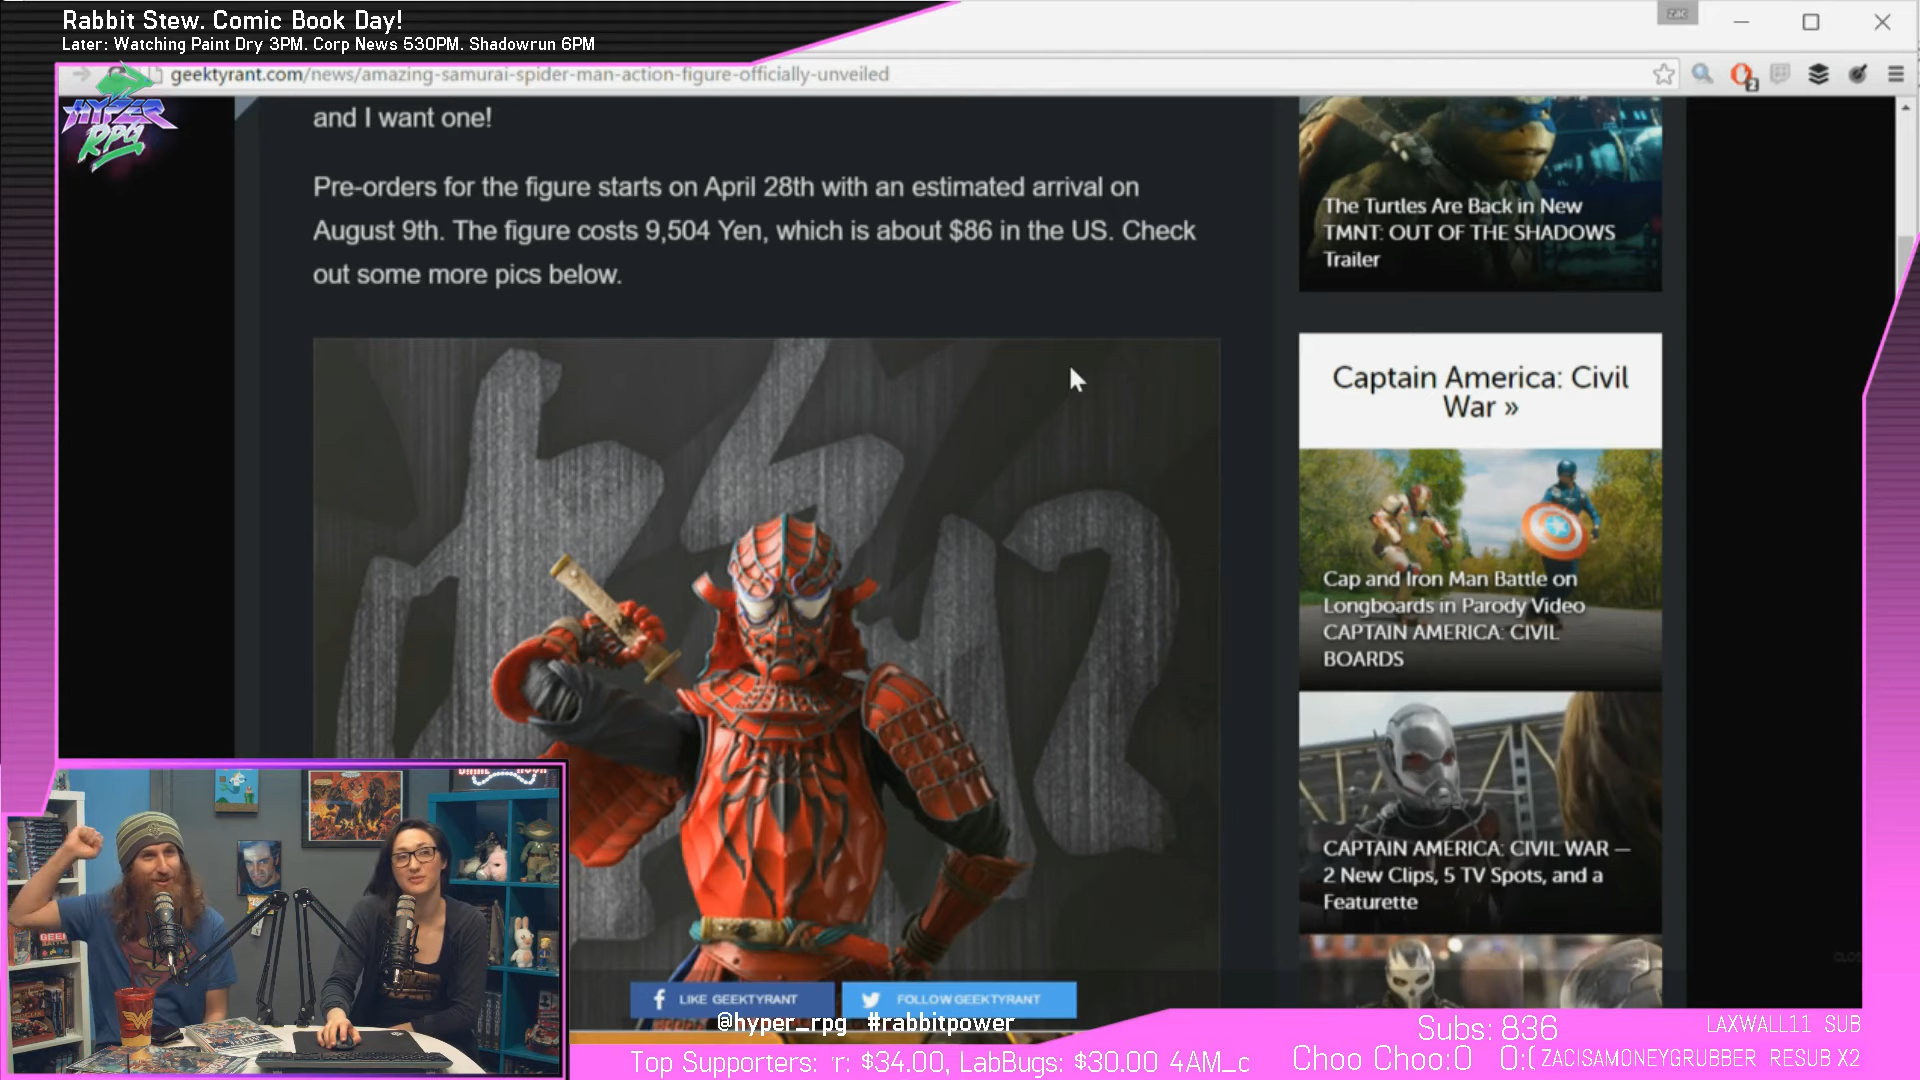 Rabbit Stew. Comic Book Day!
Later: Watching Paint Dry 3PM. Corp News 530PM. Shadowrun 6PM
zac
geektyrant.com/news/amazing-samurai-spider-man-action-figure-officially-unveiled
2
HYPER
RPG
and I want one!
Pre-orders for the figure starts on April 28th with an estimated arrival on
August 9th. The figure costs 9,504 Yen, which is about $86 in the US. Check
out some more pics below.
The Turtles Are Back in New
TMNT: OUT OF THE SHADOWS
Trailer
Captain America: Civil
War »
Cap and Iron Man Battle on
Longboards in Parody Video
CAPTAIN AMERICA: CIVIL
BOARDS
CAPTAIN AMERICA: CIVIL WAR —
2 New Clips, 5 TV Spots, and a
Featurette
LIKE GEEKTYRANT
FOLLOW GEEKTYRANT
@hyper_rpg #rabbitpower
Subs: 836
LAXWALL11 SUB
Top Supporters: r: $34.00, LabBugs: $30.00 4AM_c
Choo Choo:0 0:( ZACISAMONEYGRUBBER RESUB X2